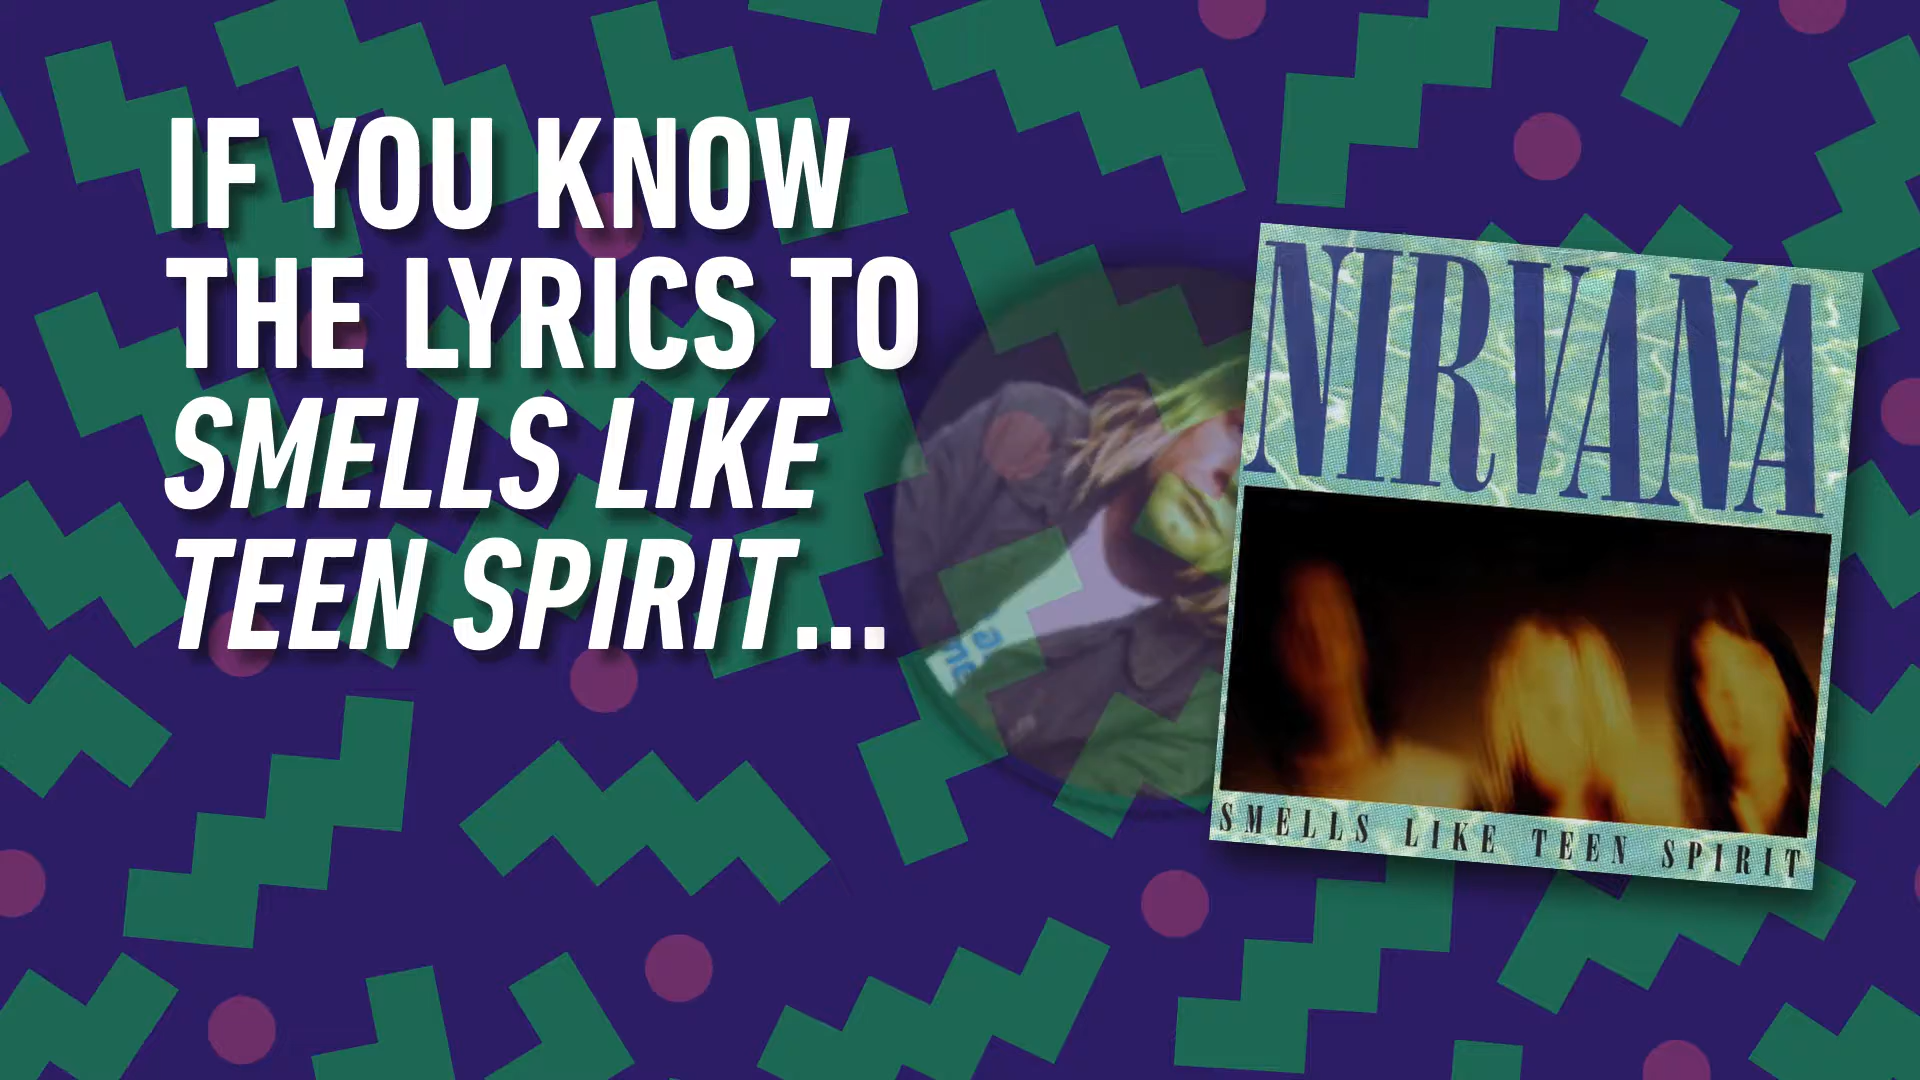 IF YOU KNOW
THE LYRICS TO
SMELLS LIKE
TEEN SPIRIT...
NIRVANA
SMELLS LIKE TEEN SPIRIT